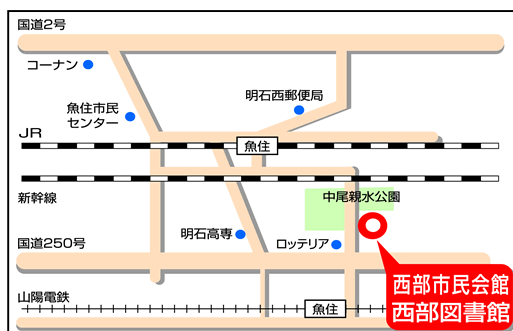 国道2号
コーナン
明石西郵便局
魚住市民
センター
JR
魚住
新幹線
中尾親水公園
明石高専
ロッテリア
国道250号
西部市民会館
西部図書館
山陽電鉄
魚住